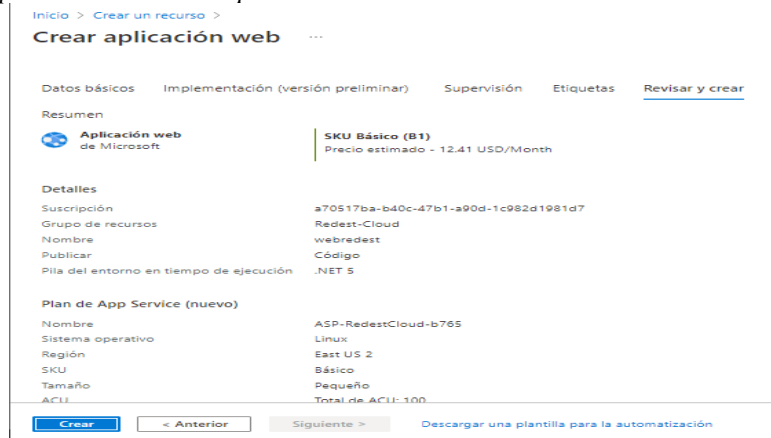 Inicio > Crear un recurso >
Crear aplicación web ...
Datos básicos Implementación (versión preliminar) Supervisión Etiquetas Revisar y crear
Resumen
Aplicación web SKU Básico (B1)
de Microsoft Precio estimado - 12.41 USD/Month
Detalles
Suscripción a70517ba-b40c-47b1-a90d-1c982d1981d7
Grupo de recursos Redest-Cloud
Nombre webredest
Publicar Código
Pila del entorno en tiempo de ejecución .NET 5
Plan de App Service (nuevo)
Nombre ASP-RedestCloud-b765
Sistema operativo Linux
Región East US 2
SKU Básico
Tamaño Pequeño
ACU Total de ACU: 100
Crear < Anterior Siguiente > Descargar una plantilla para la automatización